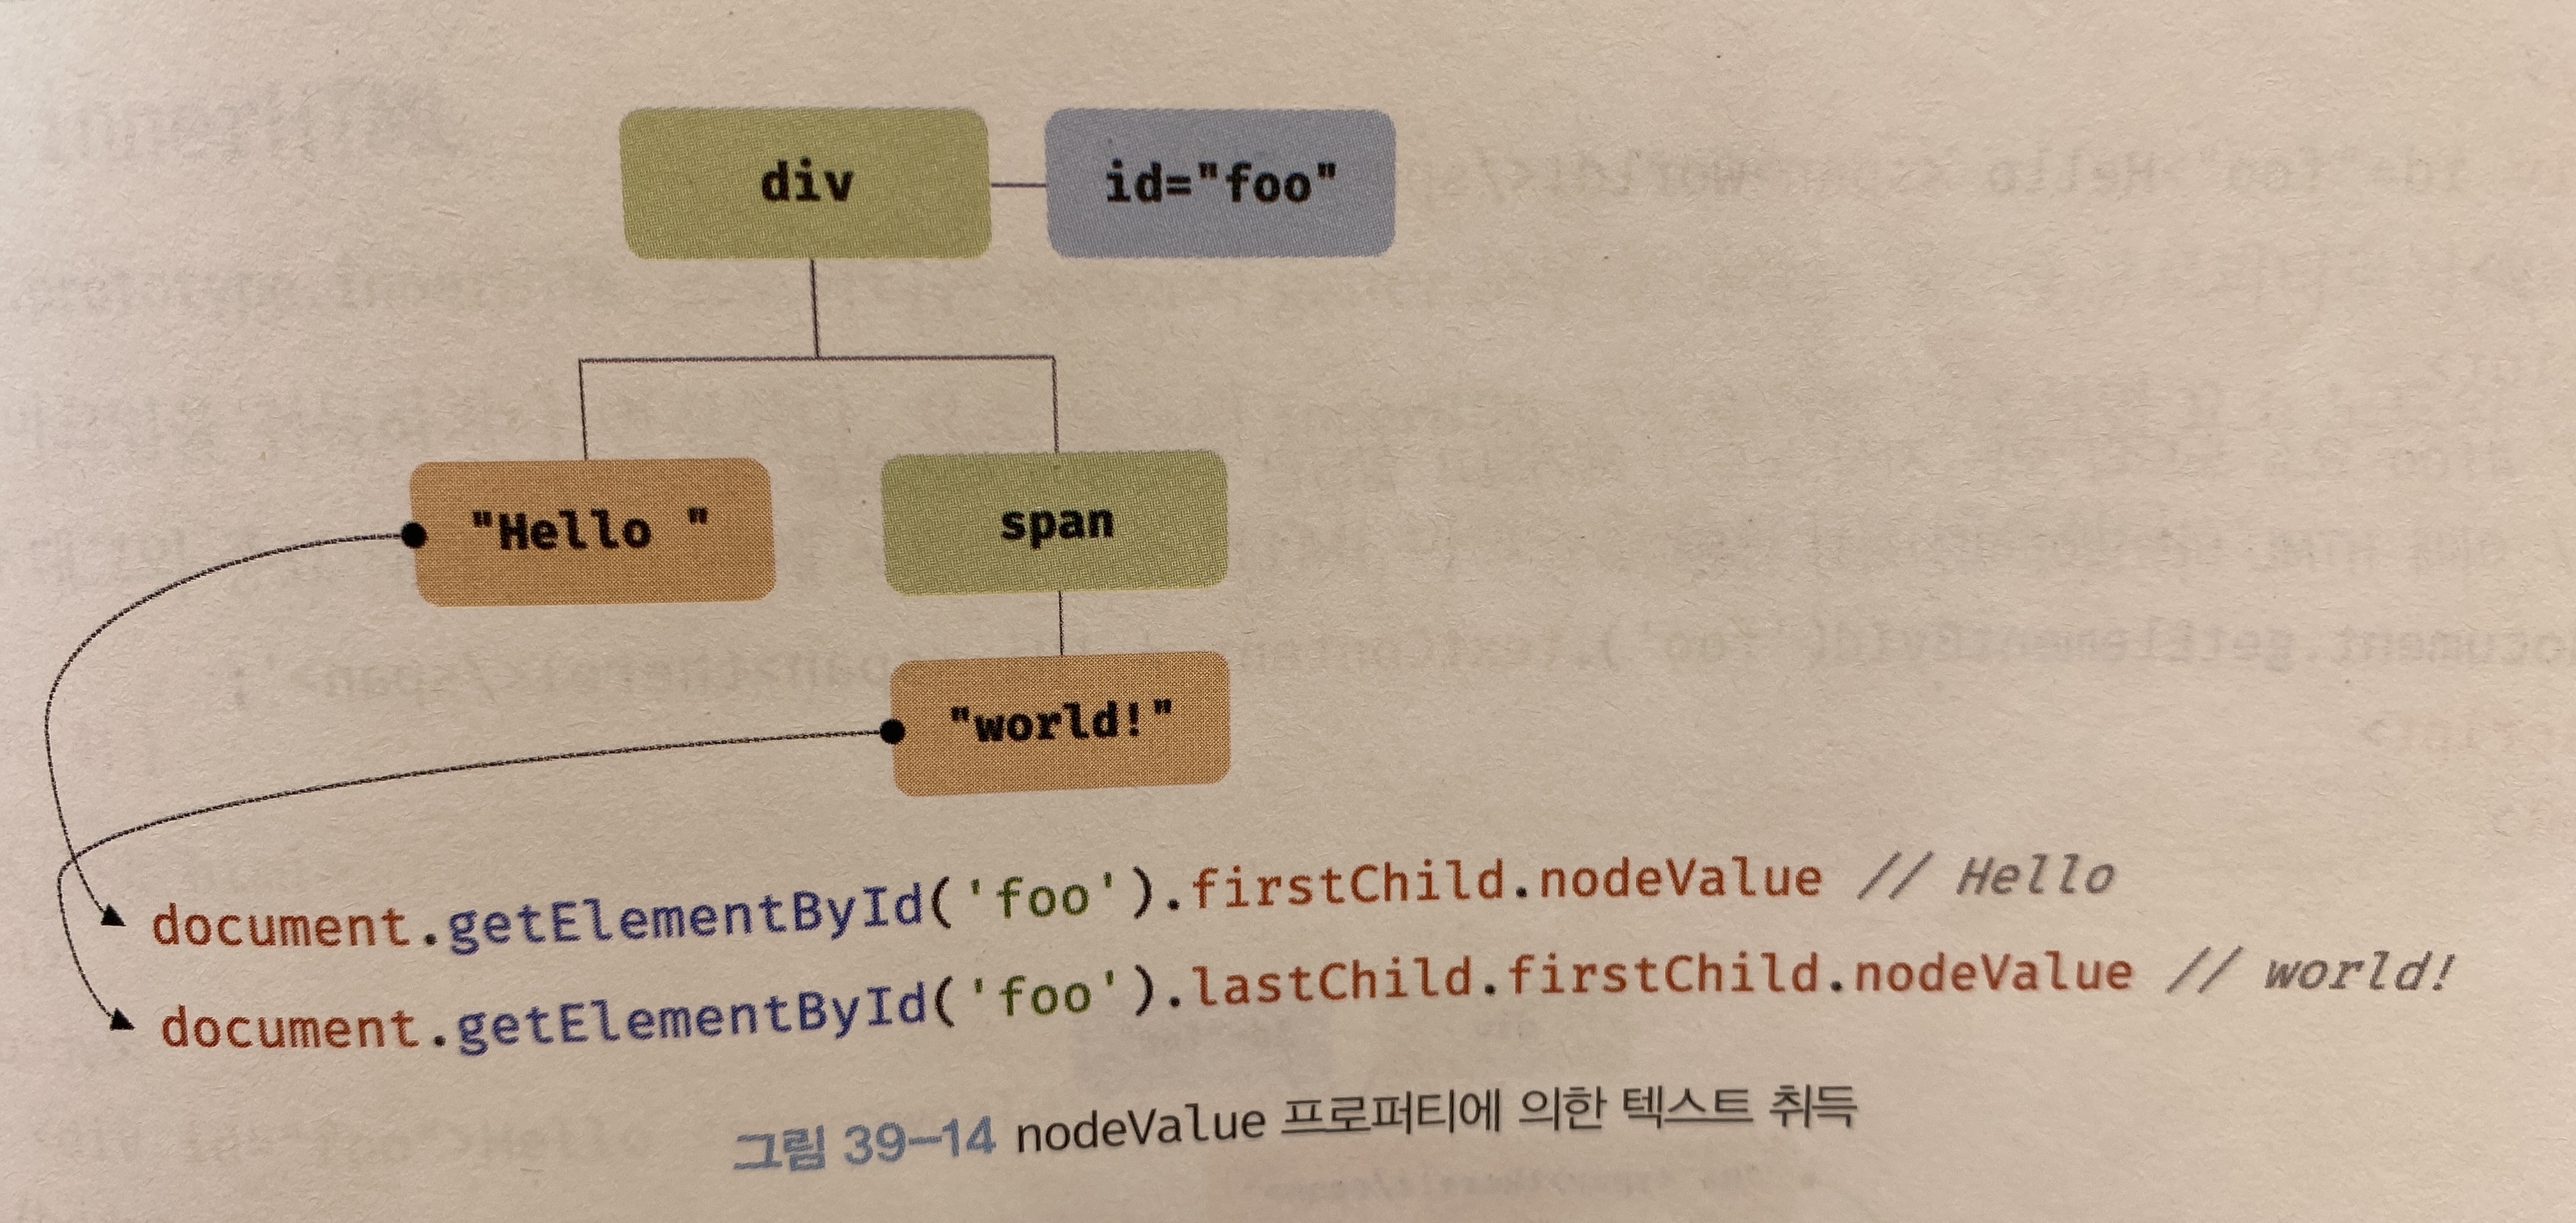 div
id="foo"
"Hello "
span
"world!"
document.getElementById('foo').firstChild.nodeValue // Hello
document.getElementById('foo').lastChild.firstChild.nodeValue // world!
그림 39-14 nodeValue 프로퍼티에 의한 텍스트 취득